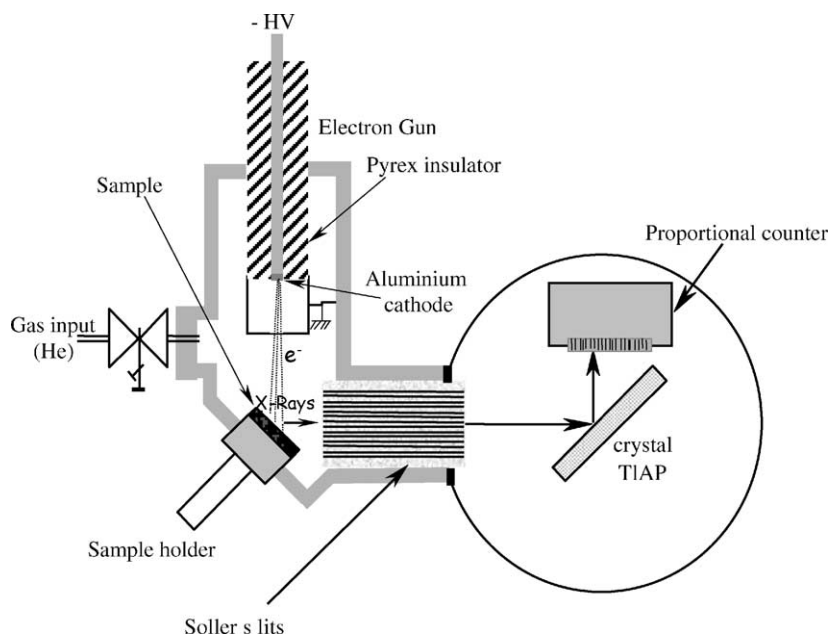 - HV
Electron Gun
Pyrex insulator
Sample
Proportional counter
Aluminium
cathode
Gas input
(He)
e-
X-Rays
crystal
TlAP
Sample holder
Soller s lits